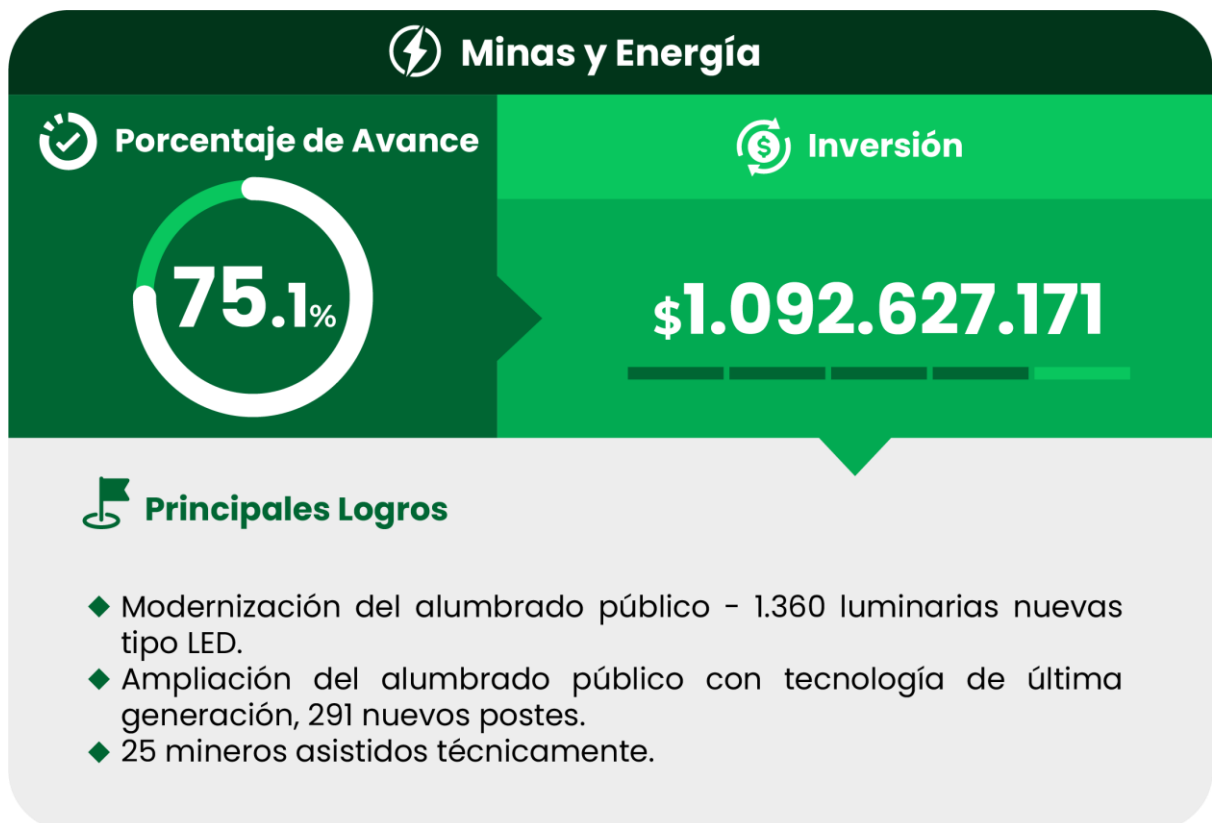 Minas y Energía
Porcentaje de Avance
75.1%
Inversión
$1.092.627.171
Principales Logros
Modernización del alumbrado público - 1.360 luminarias nuevas
tipo LED.
Ampliación del alumbrado público con tecnología de última
generación, 291 nuevos postes.
25 mineros asistidos técnicamente.